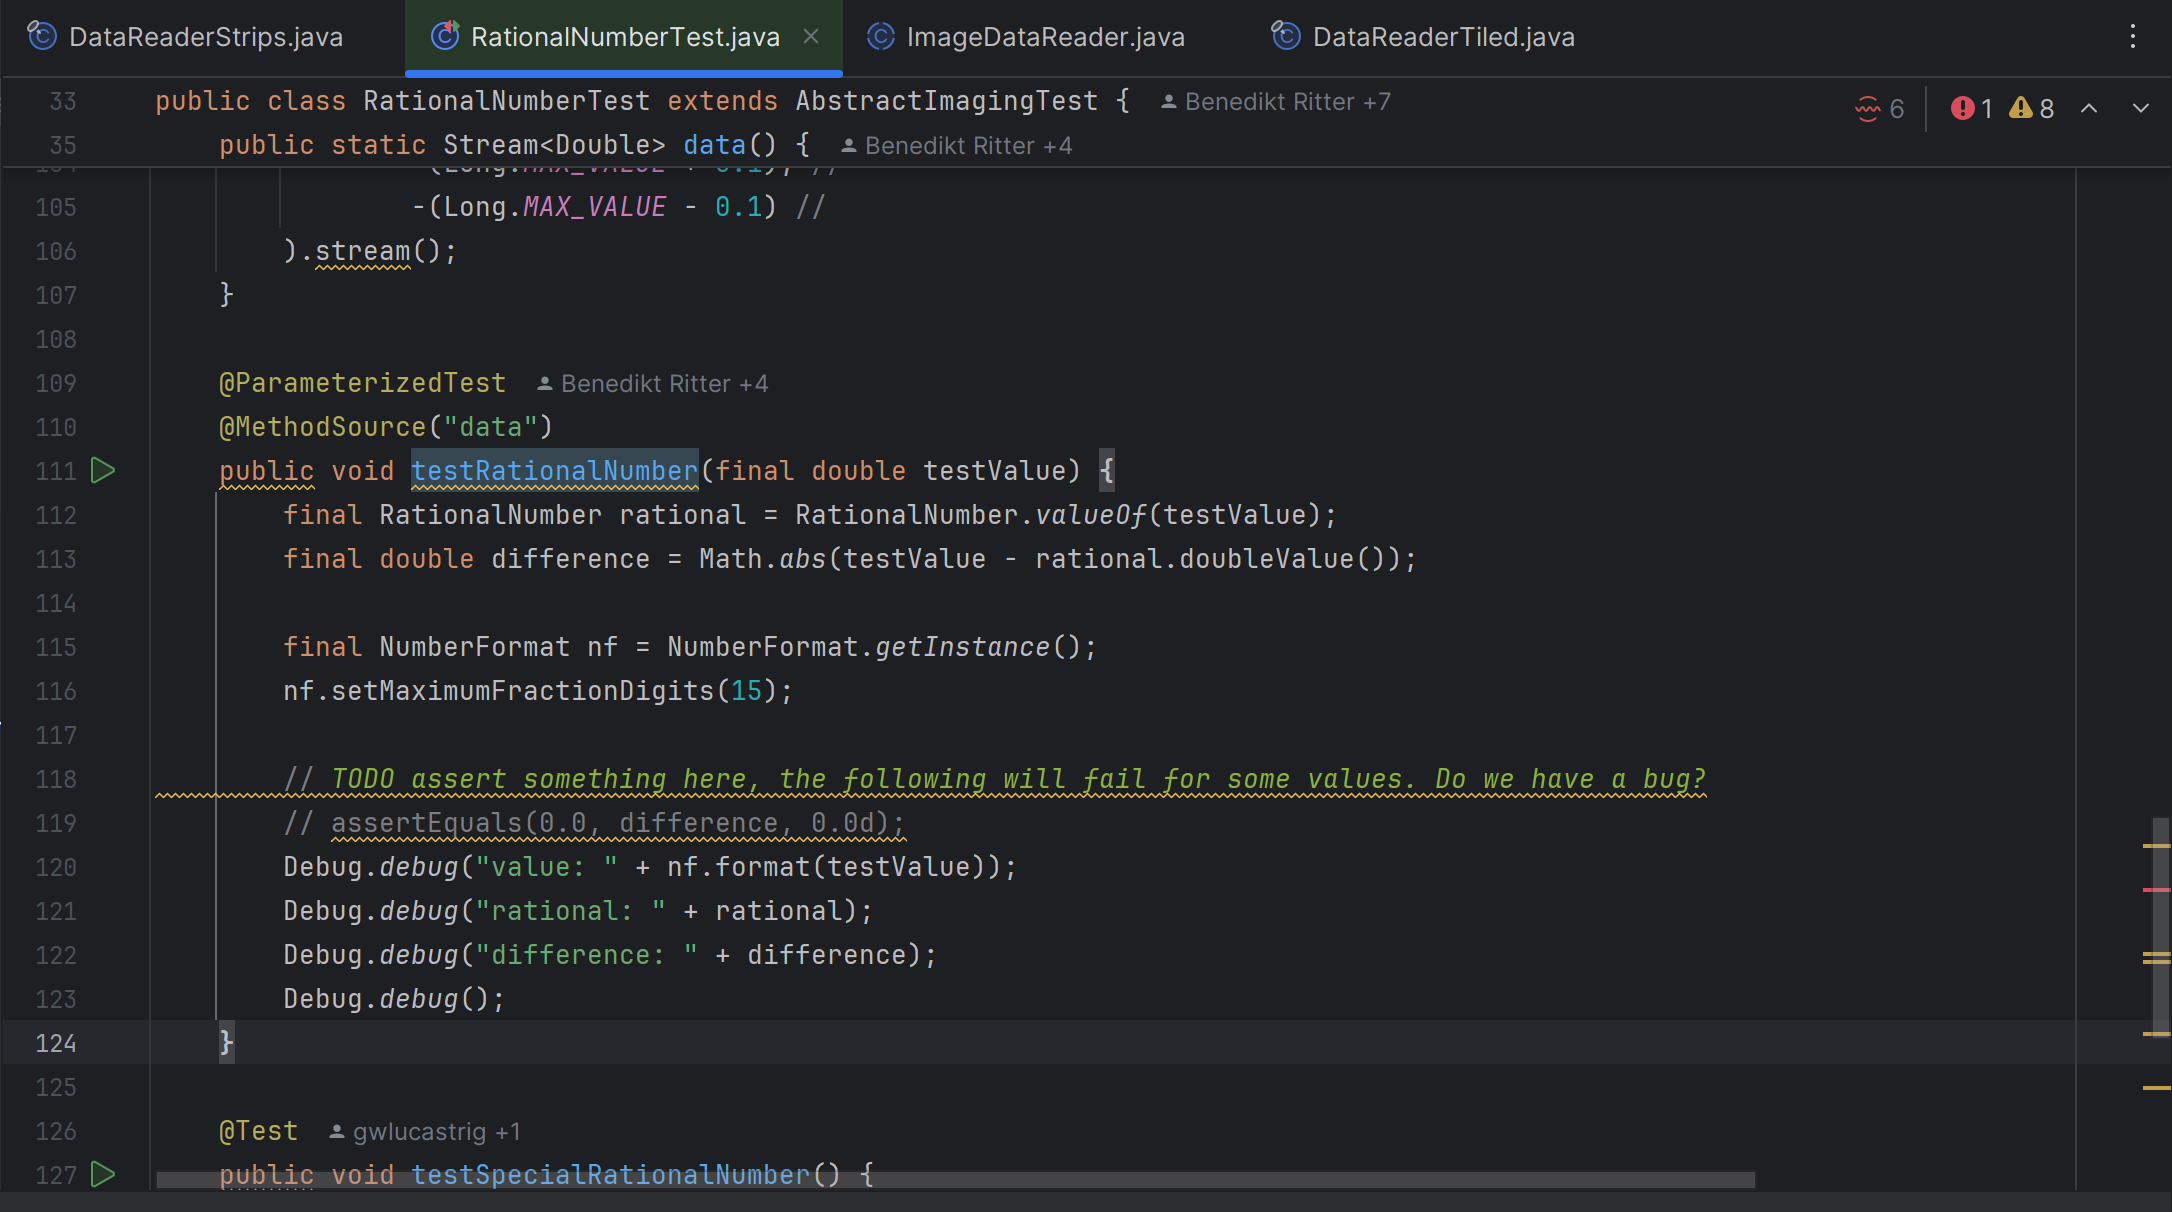 DataReaderStrips.java RationalNumberTest.java ImageDataReader.java DataReaderTiled.java
33 public class RationalNumberTest extends AbstractImagingTest { Benedikt Ritter +7 6 1 8
35 public static Stream<Double> data() { Benedikt Ritter +4
105 -(Long.MAX_VALUE - 0.1) //
106 ).stream();
107 }
108
109 @ParameterizedTest Benedikt Ritter +4
110 @MethodSource("data")
111 public void testRationalNumber(final double testValue) {
112 final RationalNumber rational = RationalNumber.valueOf(testValue);
113 final double difference = Math.abs(testValue - rational.doubleValue());
114
115 final NumberFormat nf = NumberFormat.getInstance();
116 nf.setMaximumFractionDigits(15);
117
118 // TODO assert something here, the following will fail for some values. Do we have a bug?
119 // assertEquals(0.0, difference, 0.0d);
120 Debug.debug("value: " + nf.format(testValue));
121 Debug.debug("rational: " + rational);
122 Debug.debug("difference: " + difference);
123 Debug.debug();
124 }
125
126 @Test gwlucastrig +1
127 public void testSpecialRationalNumber() {